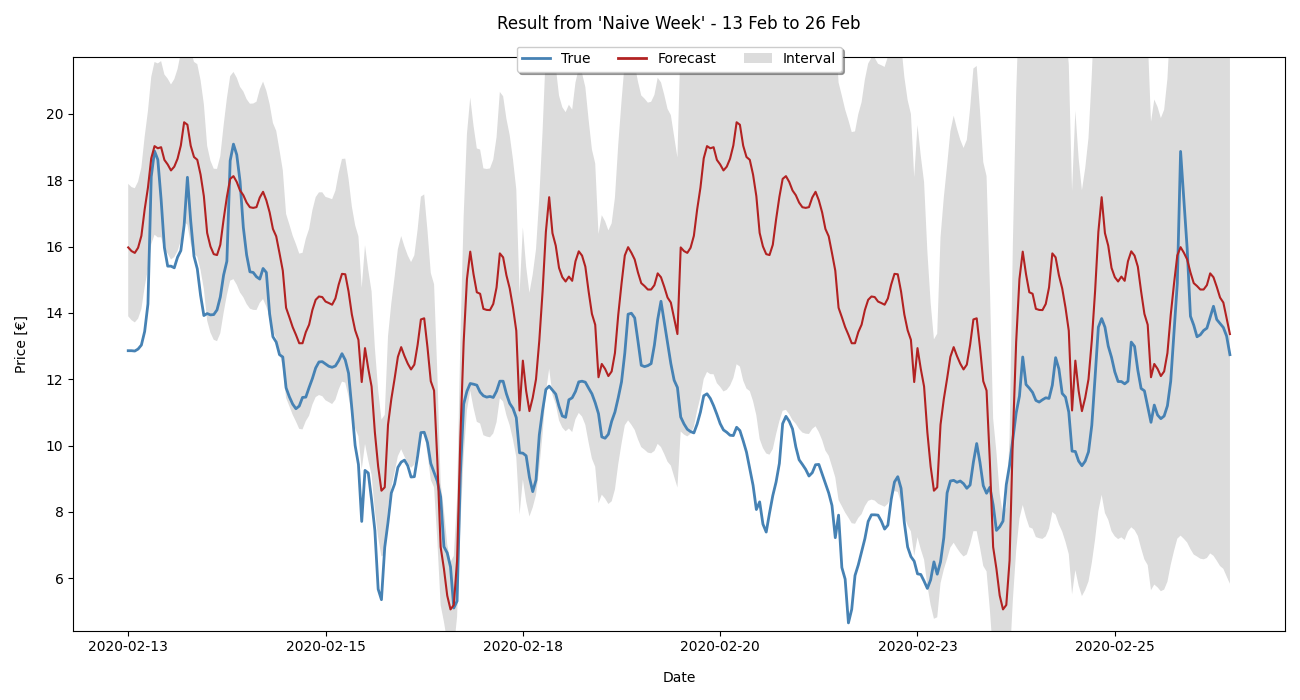 Result from 'Naive Week' - 13 Feb to 26 Feb
True Forecast Interval
20
18
16
14
12
10
8
6
Price [€]
2020-02-13 2020-02-15 2020-02-18 2020-02-20 2020-02-23 2020-02-25
Date